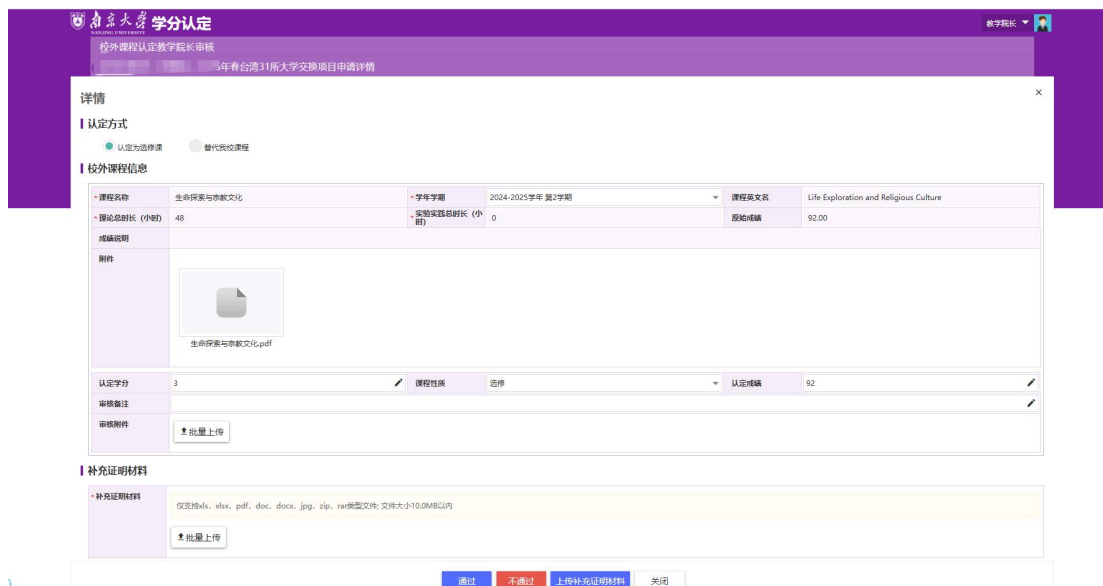 南京大学 学分认定
NANJING UNIVERSITY
教学院长
校外课程认定教学院长审核
5年春台湾31所大学交换项目申请详情
详情 ×
认定方式
认定为选修课 替代我校课程
校外课程信息
*课程名称 生命探索与宗教文化 *学年学期 2024-2025学年 第2学期 课程英文名 Life Exploration and Religious Culture
*理论总时长（小时） 48 *实验实践总时长（小时） 0 原始成绩 92.00
成绩说明
附件
生命探索与宗教文化.pdf
认定学分 3 课程性质 选修 认定成绩 92
审核备注
审核附件 批量上传
补充证明材料
*补充证明材料 仅支持xls、xlsx、pdf、doc、docx、jpg、zip、rar类型文件; 文件大小10.0MB以内
批量上传
通过 不通过 上传补充证明材料 关闭